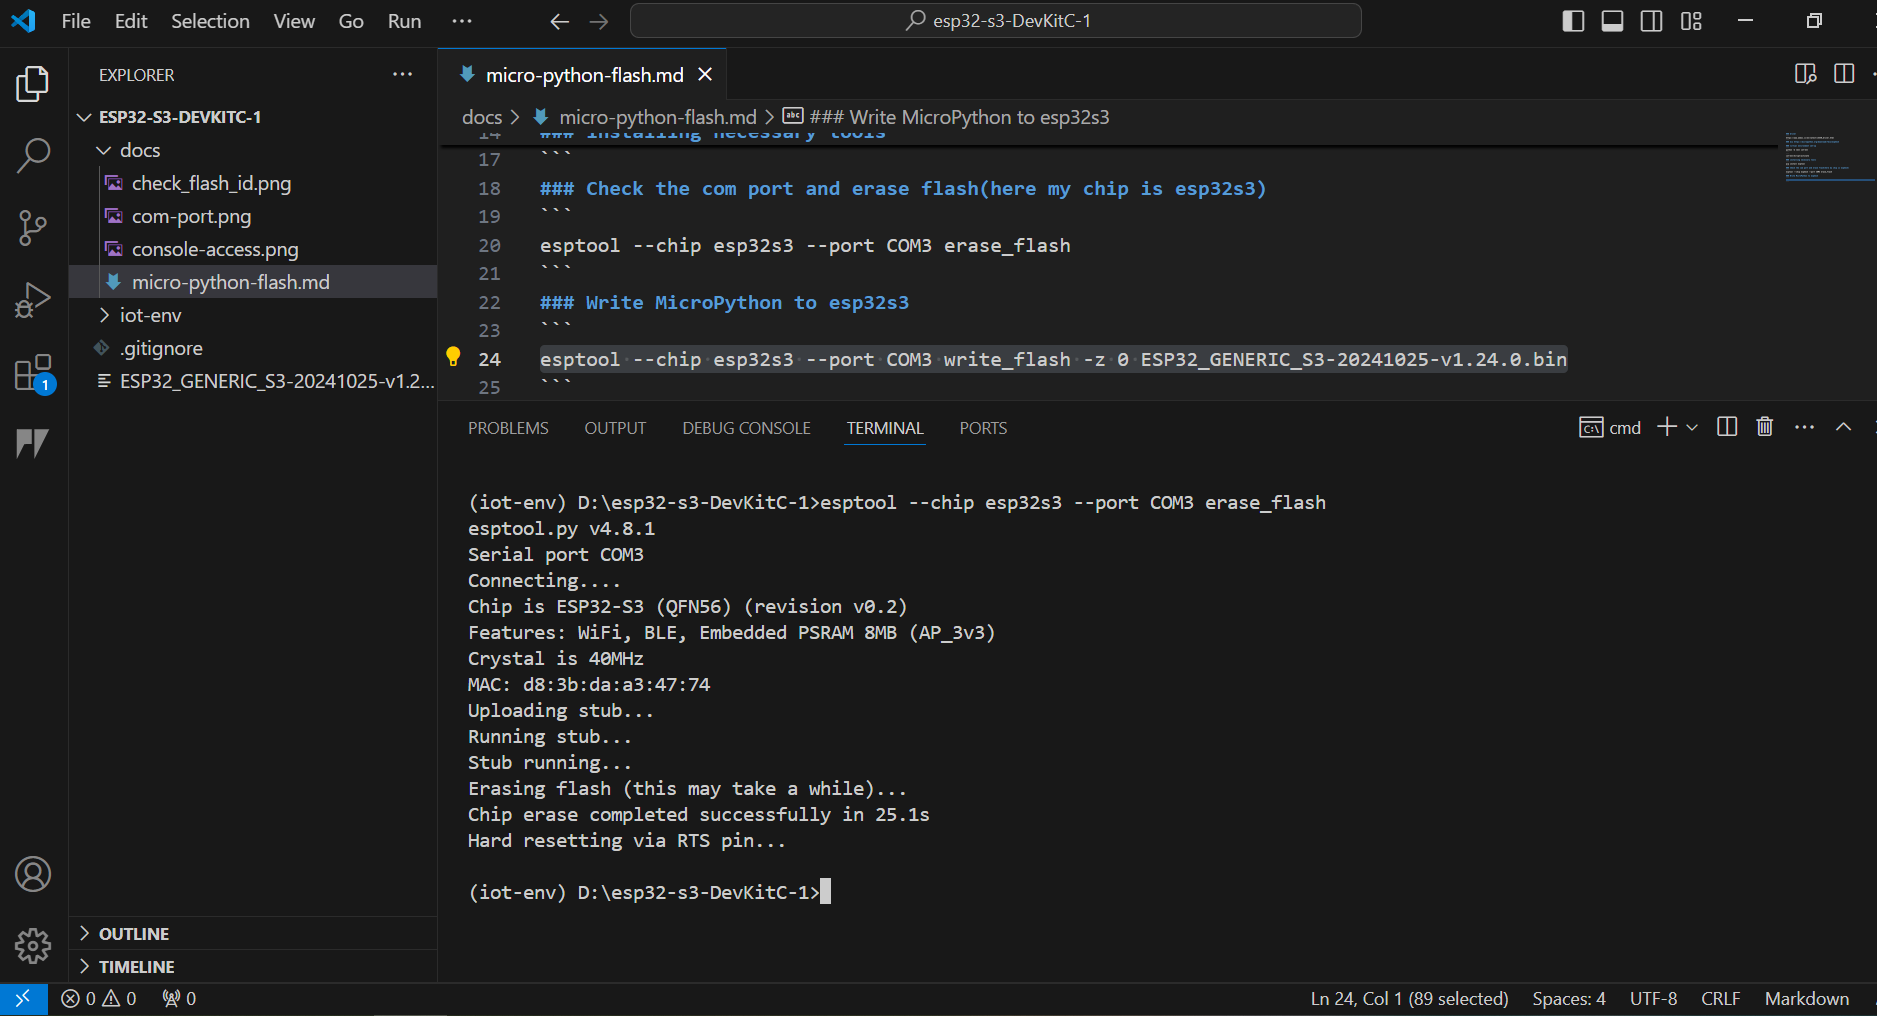 File Edit Selection View Go Run ···
esp32-s3-DevKitC-1
EXPLORER
ESP32-S3-DEVKITC-1
docs
check_flash_id.png
com-port.png
console-access.png
micro-python-flash.md
iot-env
.gitignore
ESP32_GENERIC_S3-20241025-v1.2...
OUTLINE
TIMELINE
1
micro-python-flash.md
docs > micro-python-flash.md > abc ### Write MicroPython to esp32s3
14 ### Installing necessary tools
17 ```
18 ### Check the com port and erase flash(here my chip is esp32s3)
19 ```
20 esptool --chip esp32s3 --port COM3 erase_flash
21 ```
22 ### Write MicroPython to esp32s3
23 ```
24 esptool --chip esp32s3 --port COM3 write_flash -z 0 ESP32_GENERIC_S3-20241025-v1.24.0.bin
25 ```
PROBLEMS OUTPUT DEBUG CONSOLE TERMINAL PORTS
cmd
(iot-env) D:\esp32-s3-DevKitC-1>esptool --chip esp32s3 --port COM3 erase_flash
esptool.py v4.8.1
Serial port COM3
Connecting....
Chip is ESP32-S3 (QFN56) (revision v0.2)
Features: WiFi, BLE, Embedded PSRAM 8MB (AP_3v3)
Crystal is 40MHz
MAC: d8:3b:da:a3:47:74
Uploading stub...
Running stub...
Stub running...
Erasing flash (this may take a while)...
Chip erase completed successfully in 25.1s
Hard resetting via RTS pin...
(iot-env) D:\esp32-s3-DevKitC-1>
0 0 0
Ln 24, Col 1 (89 selected) Spaces: 4 UTF-8 CRLF Markdown